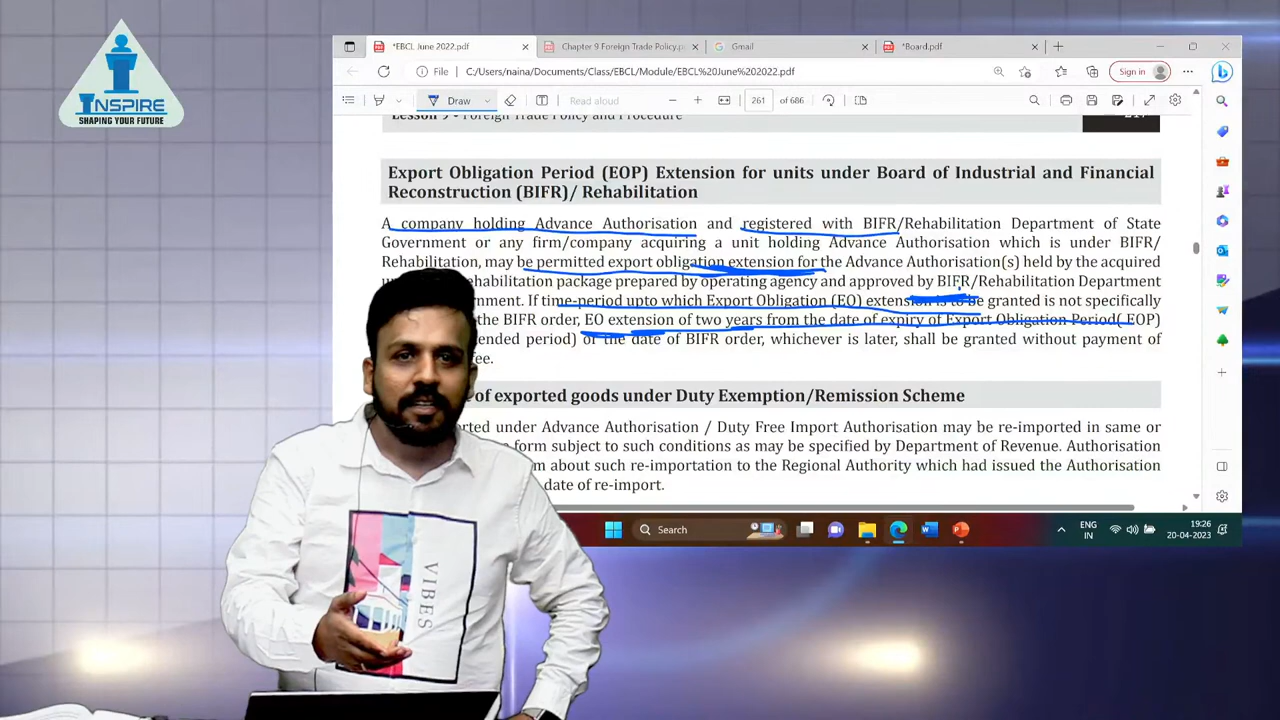 INSPIRE
SHAPING YOUR FUTURE
*EBCL June 2022.pdf
Chapter 9 Foreign Trade Policy.p
Gmail
*Board.pdf
File
C:/Users/naina/Documents/Class/EBCL/Module/EBCL%20June%202022.pdf
Sign in
Draw
Read aloud
261
of 686
Lesson 9 - Foreign Trade Policy and Procedure
Export Obligation Period (EOP) Extension for units under Board of Industrial and Financial
Reconstruction (BIFR)/ Rehabilitation
A company holding Advance Authorisation and registered with BIFR/Rehabilitation Department of State
Government or any firm/company acquiring a unit holding Advance Authorisation which is under BIFR/
Rehabilitation, may be permitted export obligation extension for the Advance Authorisation(s) held by the acquired
rehabilitation package prepared by operating agency and approved by BIFR/Rehabilitation Department
ernment. If time-period upto which Export Obligation (EO) extension is to be granted is not specifically
the BIFR order, EO extension of two years from the date of expiry of Export Obligation Period( EOP)
ended period) or the date of BIFR order, whichever is later, shall be granted without payment of
ee.
of exported goods under Duty Exemption/Remission Scheme
orted under Advance Authorisation / Duty Free Import Authorisation may be re-imported in same or
form subject to such conditions as may be specified by Department of Revenue. Authorisation
m about such re-importation to the Regional Authority which had issued the Authorisation
date of re-import.
Search
ENG
IN
19:26
20-04-2023
VIBES